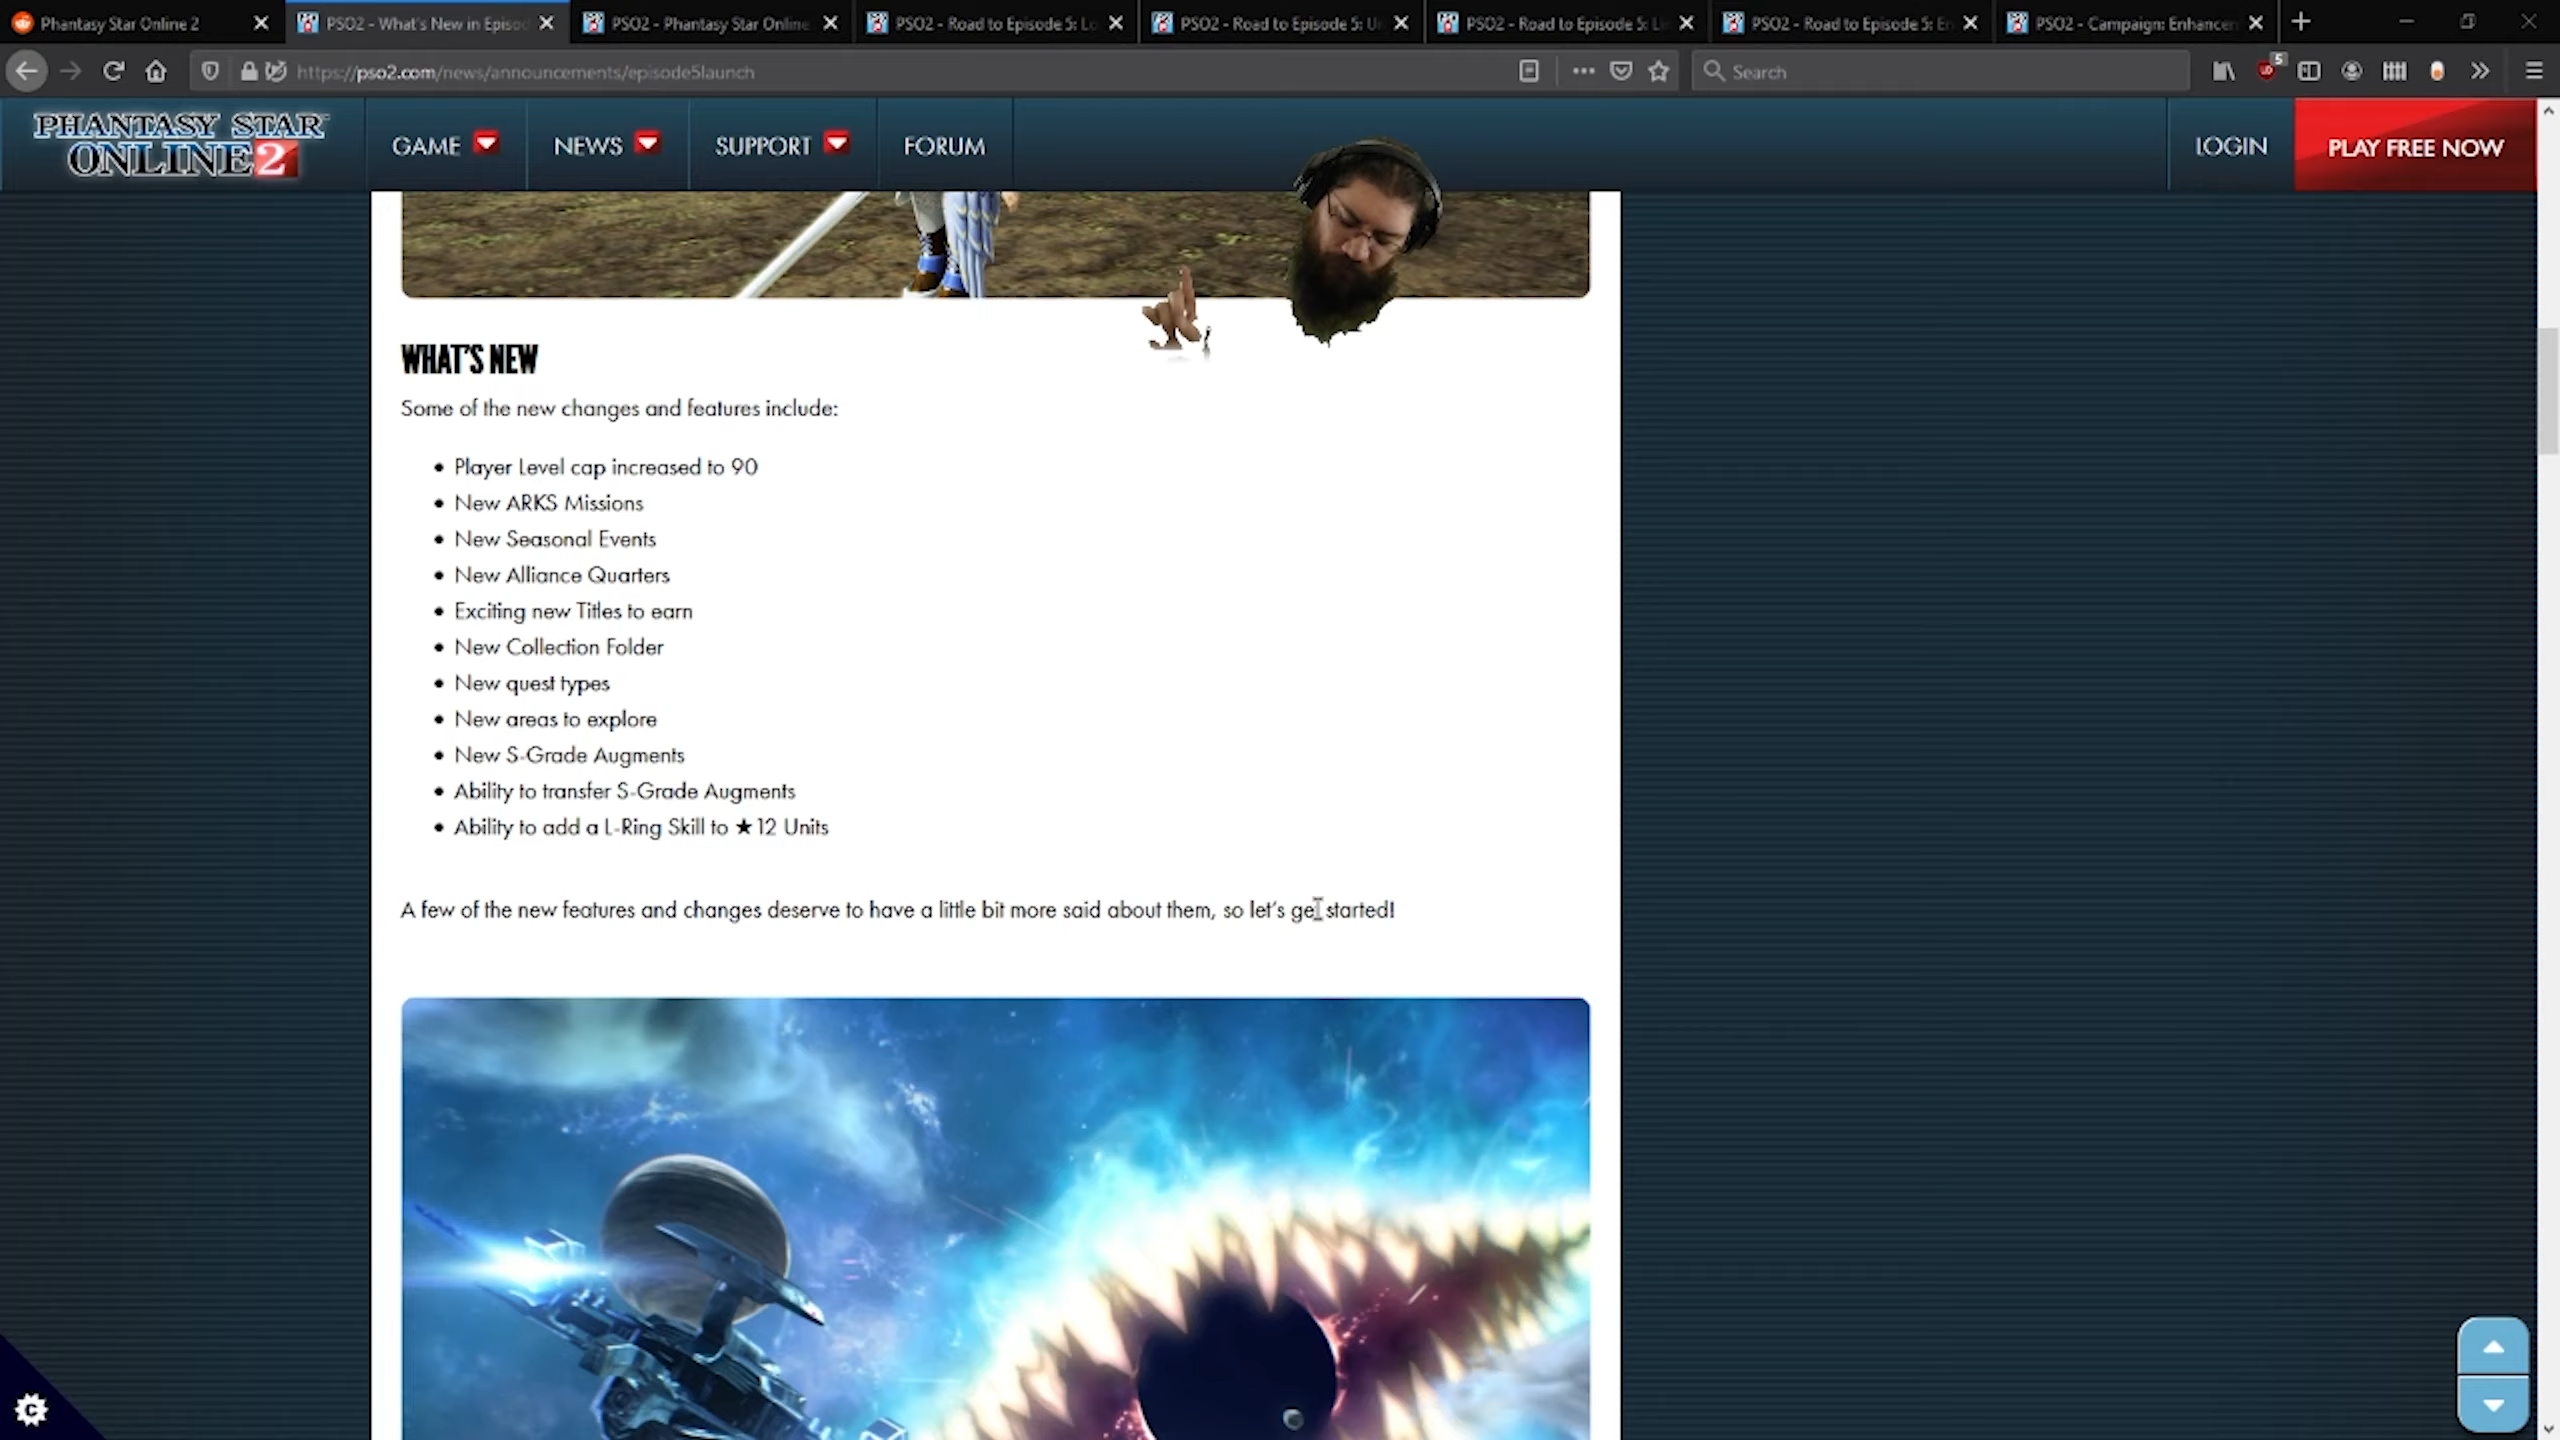 Phantasy Star Online 2
PSO2 - What's New in Episod
PSO2 - Phantasy Star Online
PSO2 - Road to Episode 5: Lo
PSO2 - Road to Episode 5: U
PSO2 - Road to Episode 5: Li
PSO2 - Road to Episode 5: En
PSO2 - Campaign: Enhancem
https://pso2.com/news/announcements/episode5launch
Search
5
PHANTASY STAR
ONLINE 2
GAME
NEWS
SUPPORT
FORUM
LOGIN
PLAY FREE NOW
WHAT'S NEW
Some of the new changes and features include:
• Player Level cap increased to 90
• New ARKS Missions
• New Seasonal Events
• New Alliance Quarters
• Exciting new Titles to earn
• New Collection Folder
• New quest types
• New areas to explore
• New S-Grade Augments
• Ability to transfer S-Grade Augments
• Ability to add a L-Ring Skill to ★12 Units
A few of the new features and changes deserve to have a little bit more said about them, so let's get started!